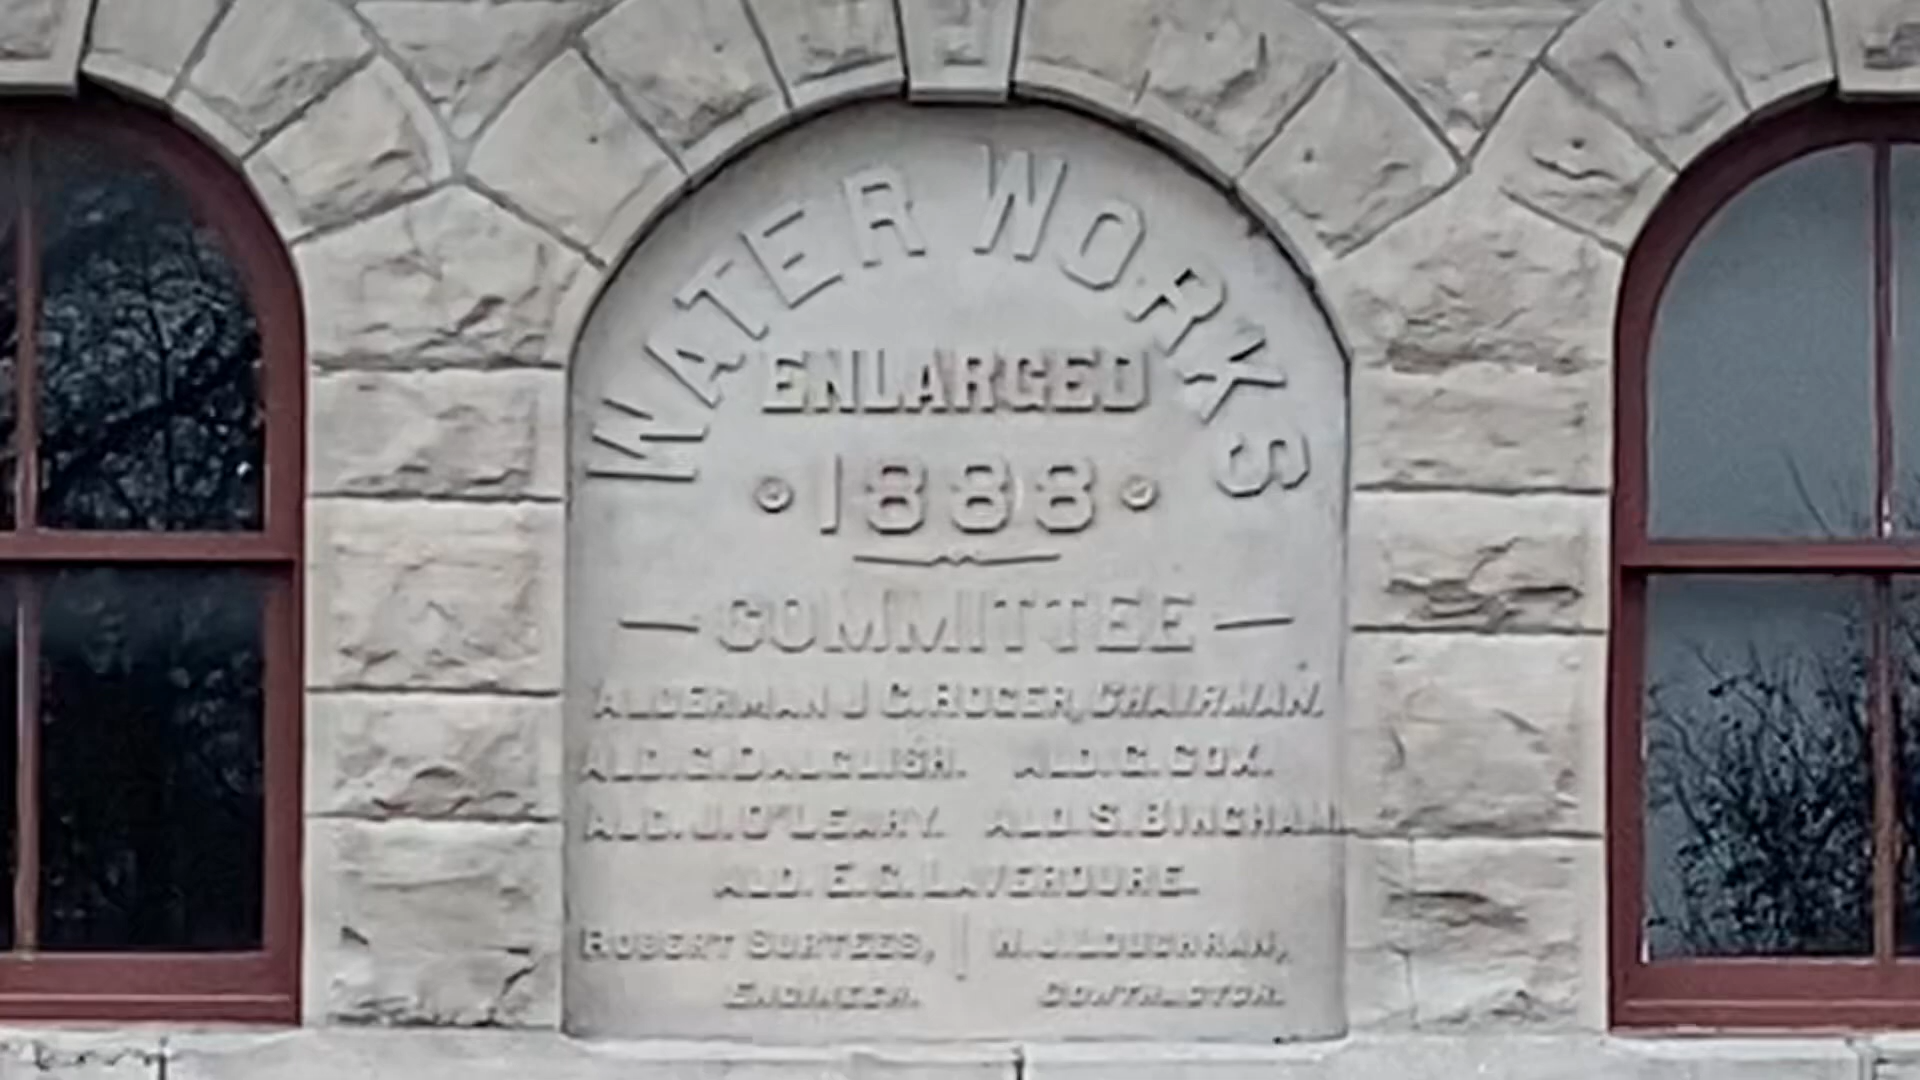 WATER WORKS
ENLARGED
1888
COMMITTEE
ALDERMAN J C. ROGER, CHAIRMAN.
ALD. G. DALGLISH. ALD. G. COX.
ALD. J. O'LEARY. ALD. S. BINGHAM.
ALD. E. G. LAVERDURE.
ROBERT SURTEES, W. J. LOUGHRAN,
ENGINEER. CONTRACTOR.